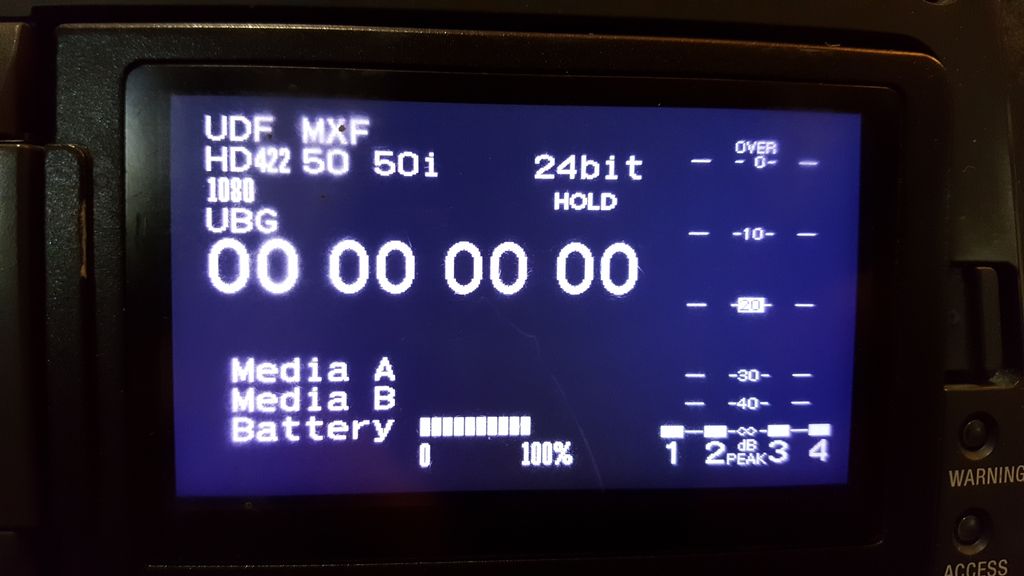 UDF MXF
HD422 50 50i 24bit
1080 HOLD
UBG
00 00 00 00
Media A
Media B
Battery
0 100%
OVER
- 0-
-10-
-20-
-30-
-40-
-∞-
dB
1 2 PEAK 3 4
WARNING
ACCESS